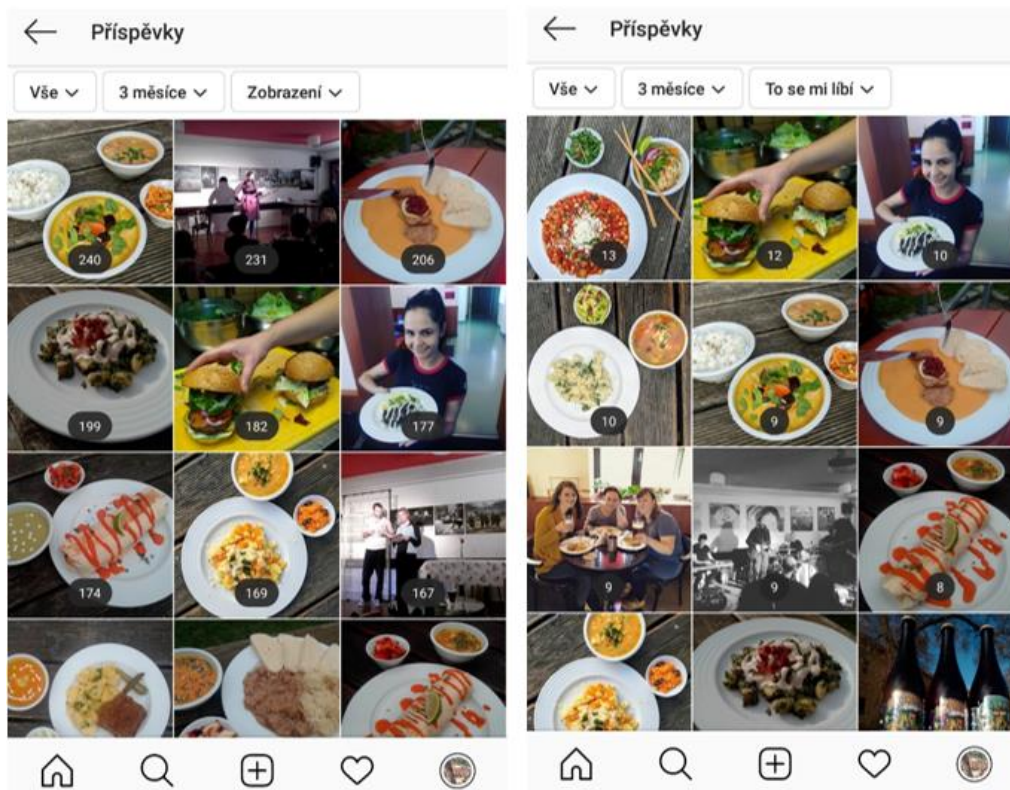 Příspěvky
Vše 3 měsíce Zobrazení
240 231 206
199 182 177
174 169 167
Příspěvky
Vše 3 měsíce To se mi líbí
13 12 10
10 9 9
9 9 8